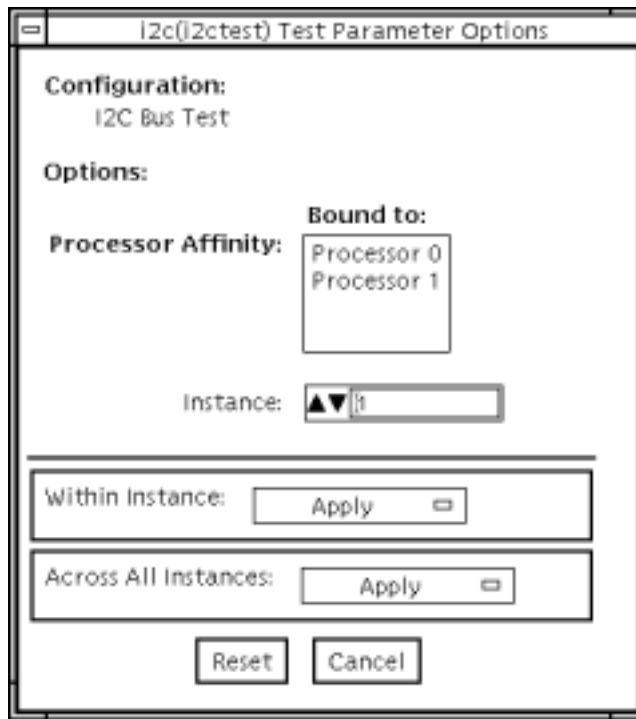 i2c(i2ctest) Test Parameter Options
Configuration:
I2C Bus Test
Options:
Bound to:
Processor Affinity:
Processor 0
Processor 1
Instance: 1
Within Instance: Apply
Across All Instances: Apply
Reset Cancel